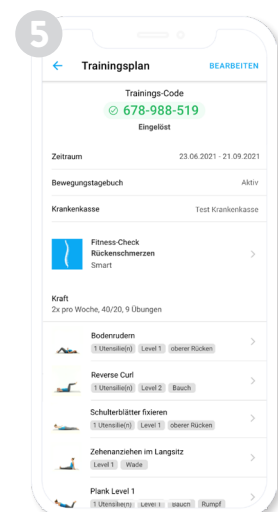 5
Trainingsplan BEARBEITEN
Trainings-Code
678-988-519
Eingelöst
Zeitraum 23.06.2021 - 21.09.2021
Bewegungstagebuch Aktiv
Krankenkasse Test Krankenkasse
Fitness-Check
Rückenschmerzen
Smart
Kraft
2x pro Woche, 40/20, 9 Übungen
Bodenrudern
1 Utensilie(n) Level 1 oberer Rücken
Reverse Curl
1 Utensilie(n) Level 2 Bauch
Schulterblätter fixieren
1 Utensilie(n) Level 1 oberer Rücken
Zehenanziehen im Langsitz
Level 1 Wade
Plank Level 1
1 Utensilie(n) Level 1 Bauch Rumpf